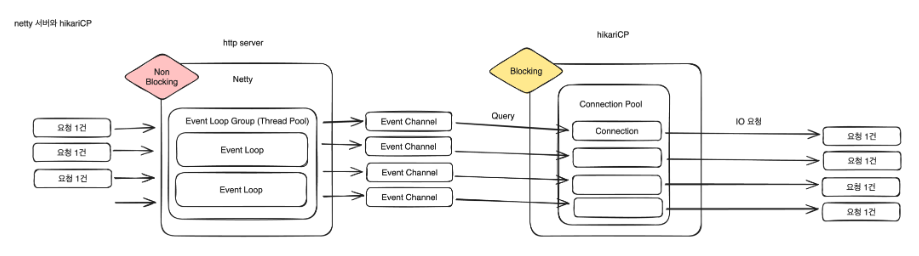 netty 서버와 hikariCP
http server
hikariCP
Non
Blocking
Netty
Blocking
Event Loop Group (Thread Pool)
Event Loop
Event Loop
요청 1건
요청 1건
요청 1건
Event Channel
Event Channel
Event Channel
Event Channel
Query
Connection Pool
Connection
IO 요청
요청 1건
요청 1건
요청 1건
요청 1건